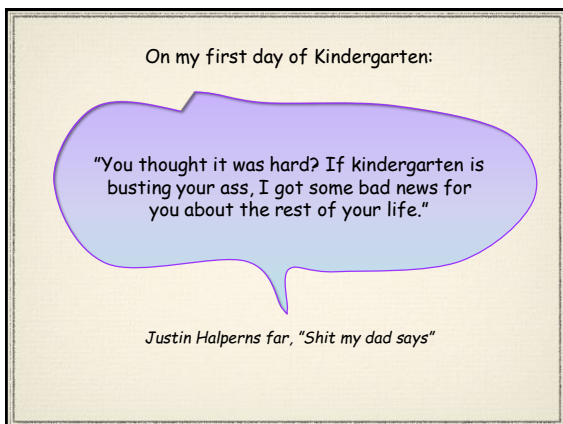 On my first day of Kindergarten:
”You thought it was hard? If kindergarten is
busting your ass, I got some bad news for
you about the rest of your life.”
Justin Halperns far, ”Shit my dad says”